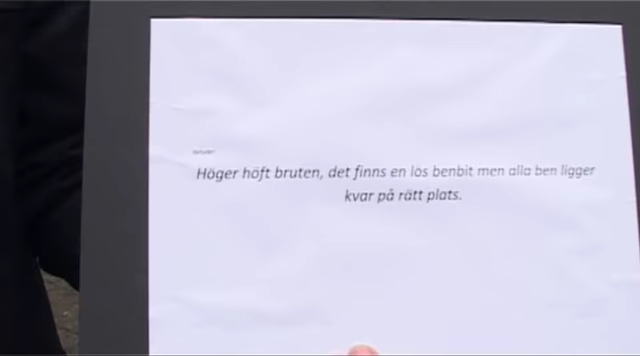 Höger höft bruten, det finns en lös benbit men alla ben ligger
kvar på rätt plats.